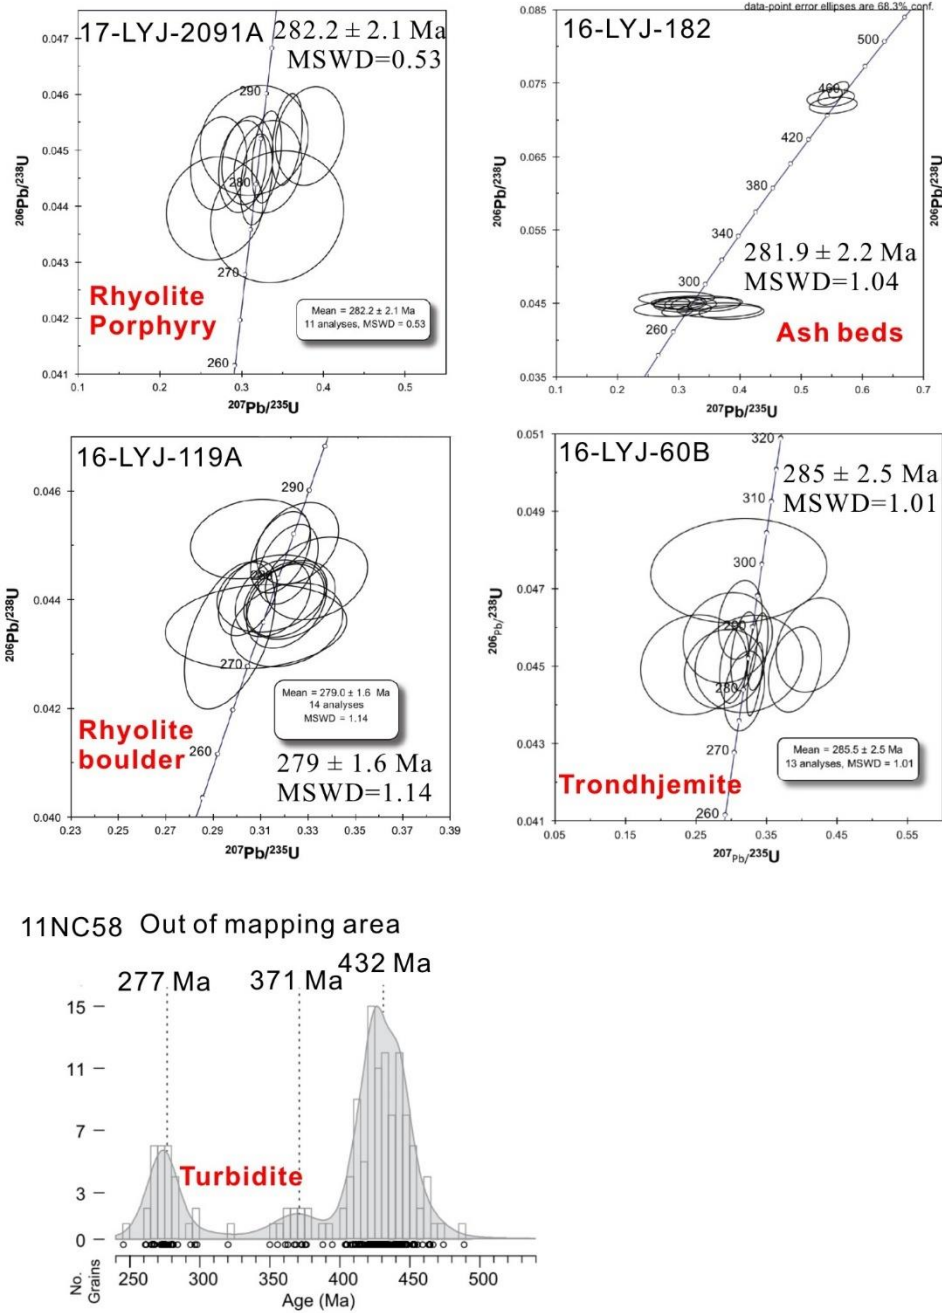 17-LYJ-2091A
282.2 ± 2.1 Ma
MSWD=0.53
0.047
0.046
0.045
0.044
0.043
0.042
0.041
206Pb/238U
290
280
270
260
Rhyolite
Porphyry
Mean = 282.2 ± 2.1 Ma
11 analyses, MSWD = 0.53
0.1 0.2 0.3 0.4 0.5
207Pb/235U
data-point error ellipses are 68.3% conf.
16-LYJ-182
0.085
0.075
0.065
0.055
0.045
0.035
206Pb/238U
206Pb/238U
500
460
420
380
340
300
260
281.9 ± 2.2 Ma
MSWD=1.04
Ash beds
0.1 0.2 0.3 0.4 0.5 0.6 0.7
207Pb/235U
16-LYJ-119A
0.046
0.044
0.042
0.040
206Pb/238U
290
280
270
260
Rhyolite
boulder
Mean = 279.0 ± 1.6 Ma
14 analyses
MSWD = 1.14
279 ± 1.6 Ma
MSWD=1.14
0.23 0.25 0.27 0.29 0.31 0.33 0.35 0.37 0.39
207Pb/235U
16-LYJ-60B
285 ± 2.5 Ma
MSWD=1.01
0.051
0.049
0.047
0.045
0.043
0.041
206Pb/238U
320
310
300
290
280
270
260
Trondhjemite
Mean = 285.5 ± 2.5 Ma
13 analyses, MSWD = 1.01
0.05 0.15 0.25 0.35 0.45 0.55
207Pb/235U
11NC58 Out of mapping area
277 Ma
371 Ma
432 Ma
15
11
7
3
0
No.
Grains
Turbidite
250 300 350 400 450 500
Age (Ma)